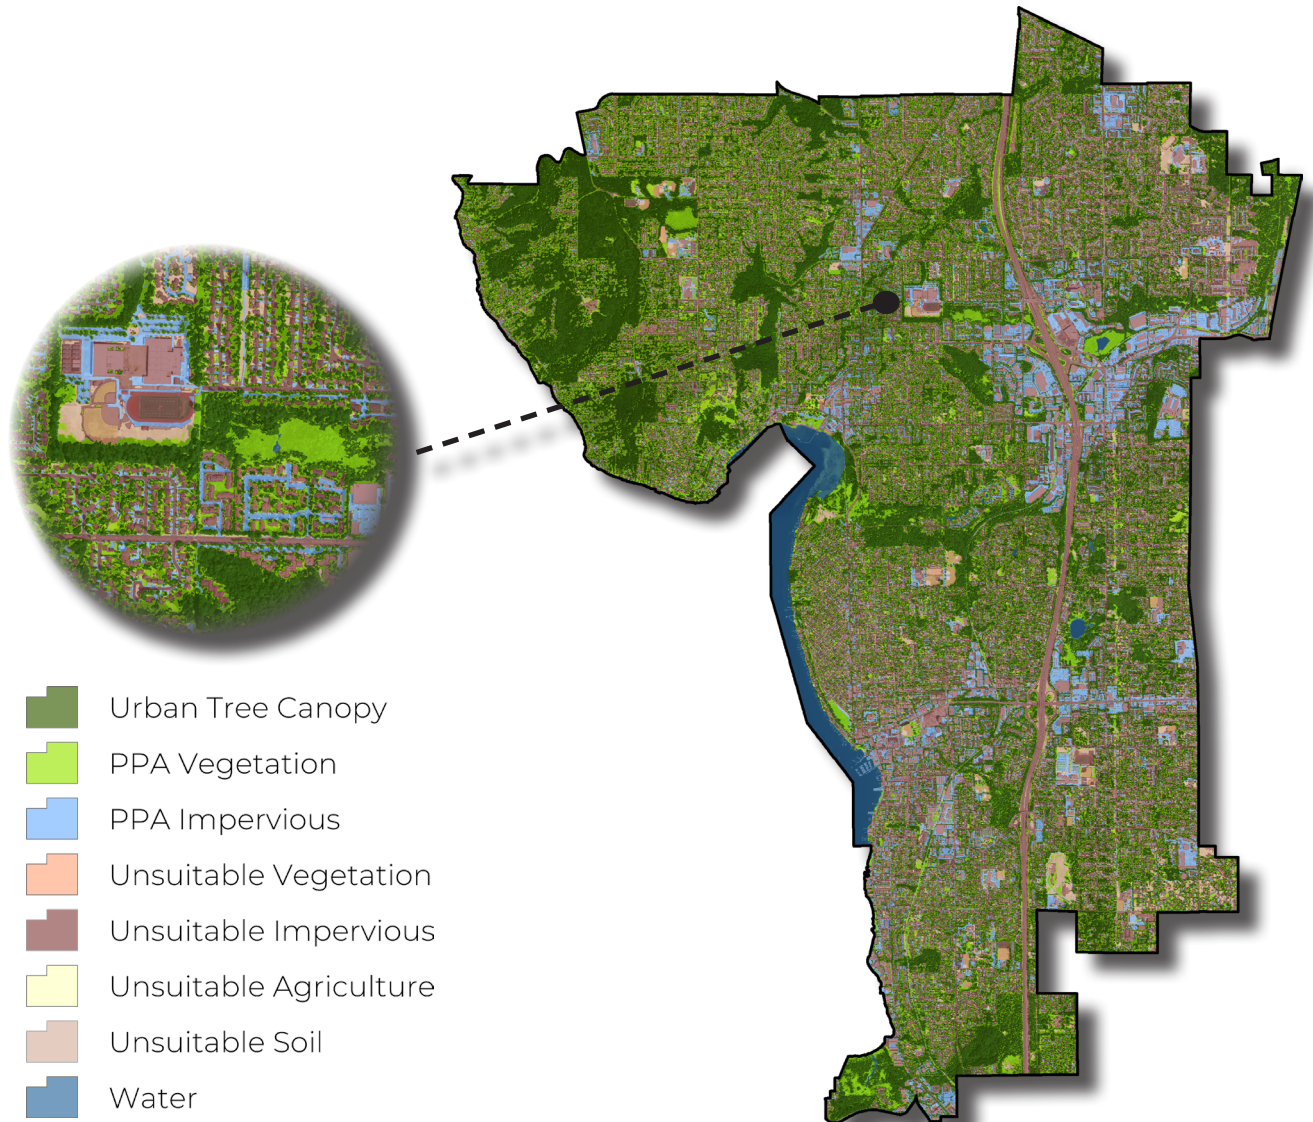 Urban Tree Canopy
PPA Vegetation
PPA Impervious
Unsuitable Vegetation
Unsuitable Impervious
Unsuitable Agriculture
Unsuitable Soil
Water